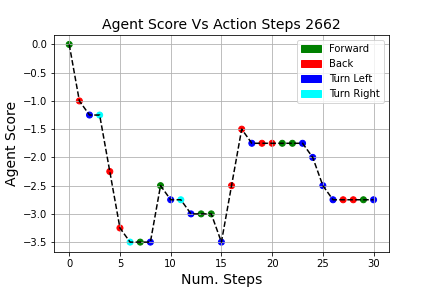 Agent Score Vs Action Steps 2662
Agent Score
0.0
−0.5
−1.0
−1.5
−2.0
−2.5
−3.0
−3.5
Forward
Back
Turn Left
Turn Right
0 5 10 15 20 25 30
Num. Steps